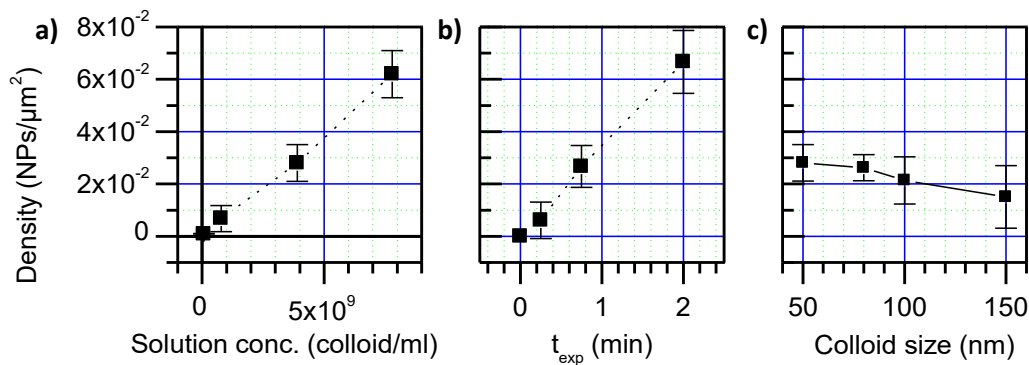 a) b) c)
8x10⁻²
6x10⁻²
4x10⁻²
2x10⁻²
0
Density (NPs/µm²)
0 5x10⁹
Solution conc. (colloid/ml)
0 1 2
t_exp (min)
50 100 150
Colloid size (nm)